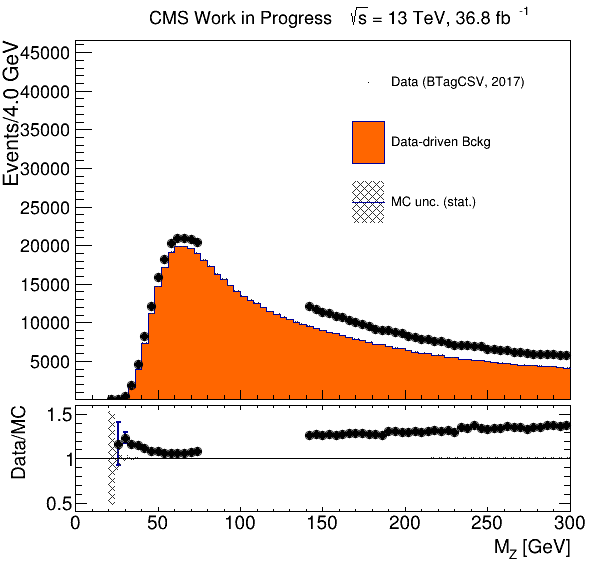 CMS Work in Progress √s = 13 TeV, 36.8 fb -1
Events/4.0 GeV
45000
40000
35000
30000
25000
20000
15000
10000
5000
Data (BTagCSV, 2017)
Data-driven Bckg
MC unc. (stat.)
Data/MC
1.5
1
0.5
0 50 100 150 200 250 300
M_Z [GeV]